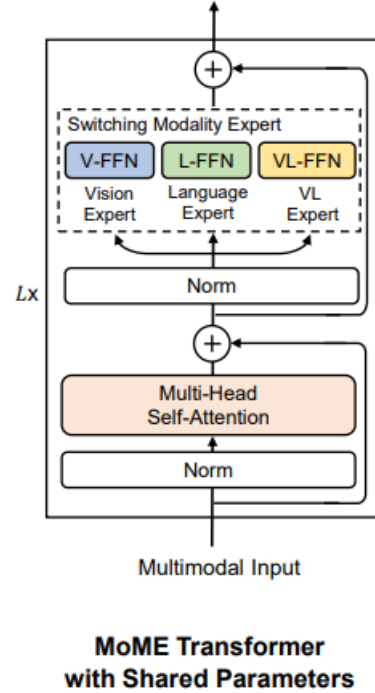 Switching Modality Expert
V-FFN L-FFN VL-FFN
Vision Expert
Language Expert
VL Expert
Norm
Lx
Multi-Head
Self-Attention
Norm
Multimodal Input
MoME Transformer
with Shared Parameters